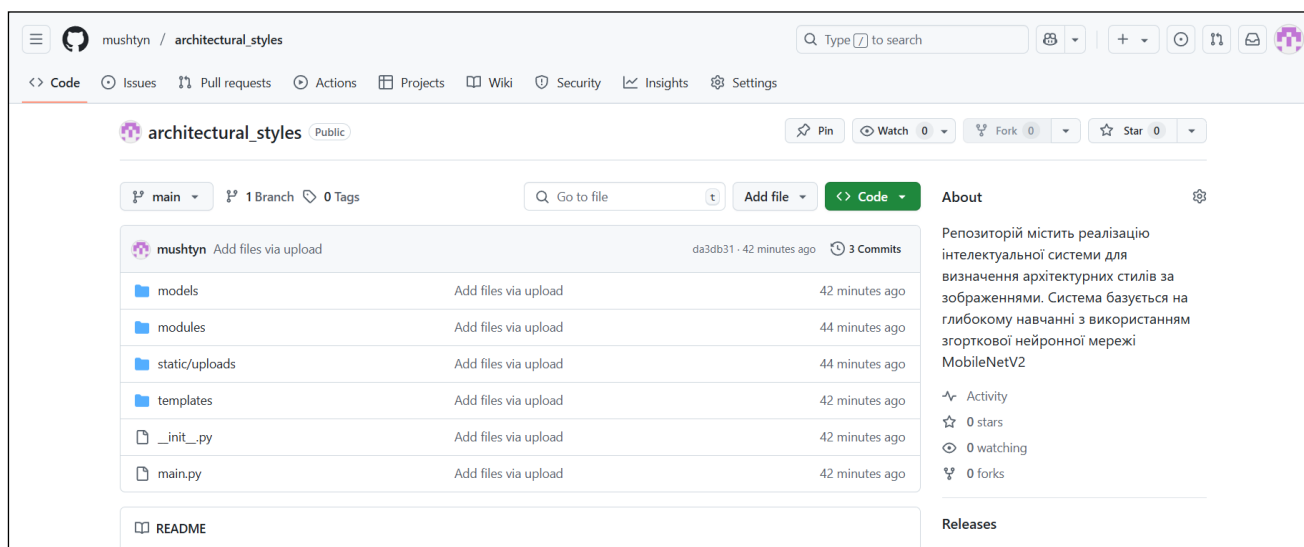 mushtyn / architectural_styles
Type / to search
Code Issues Pull requests Actions Projects Wiki Security Insights Settings
architectural_styles Public
Pin Watch 0 Fork 0 Star 0
main 1 Branch 0 Tags
Go to file t Add file Code
mushtyn Add files via upload da3db31 · 42 minutes ago 3 Commits
models Add files via upload 42 minutes ago
modules Add files via upload 44 minutes ago
static/uploads Add files via upload 44 minutes ago
templates Add files via upload 42 minutes ago
__init__.py Add files via upload 42 minutes ago
main.py Add files via upload 42 minutes ago
README
About
Репозиторій містить реалізацію
інтелектуальної системи для
визначення архітектурних стилів за
зображеннями. Система базується на
глибокому навчанні з використанням
згорткової нейронної мережі
MobileNetV2
Activity
0 stars
0 watching
0 forks
Releases